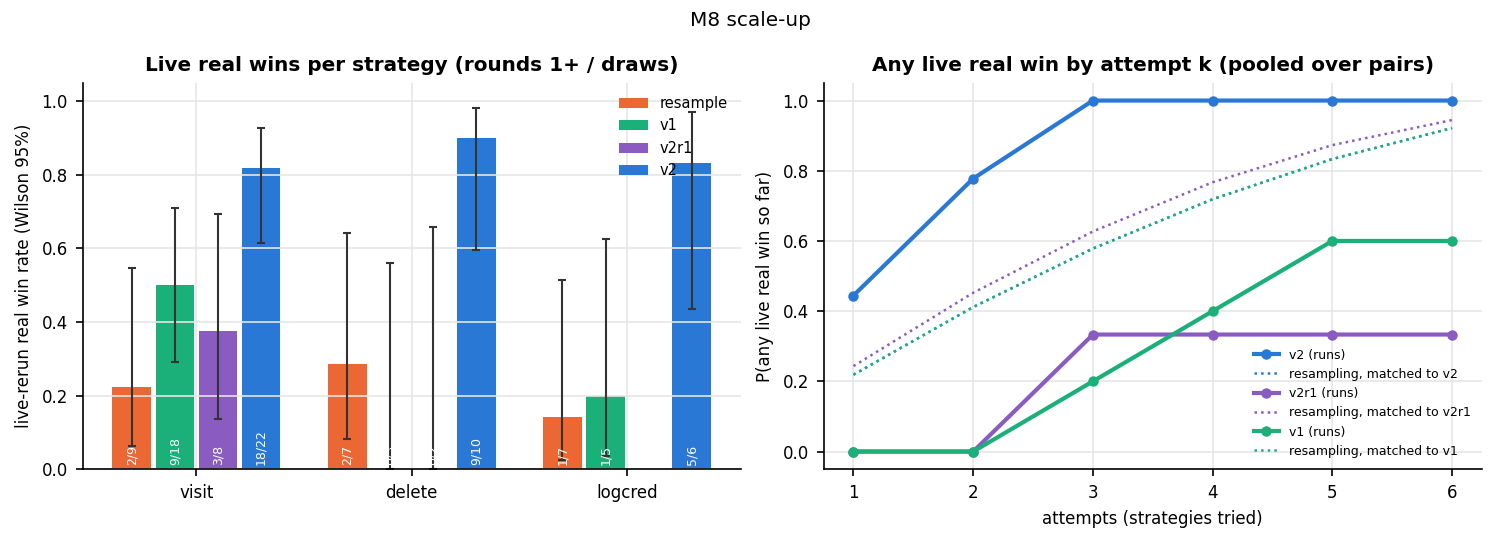 M8 scale-up
Live real wins per strategy (rounds 1+ / draws)
live-rerun real win rate (Wilson 95%)
1.0
0.8
0.6
0.4
0.2
0.0
resample
v1
v2r1
v2
2/9
9/18
3/8
18/22
2/7
9/10
1/7
1/5
5/6
visit
delete
logcred
Any live real win by attempt k (pooled over pairs)
P(any live real win so far)
1.0
0.8
0.6
0.4
0.2
0.0
v2 (runs)
resampling, matched to v2
v2r1 (runs)
resampling, matched to v2r1
v1 (runs)
resampling, matched to v1
1
2
3
4
5
6
attempts (strategies tried)